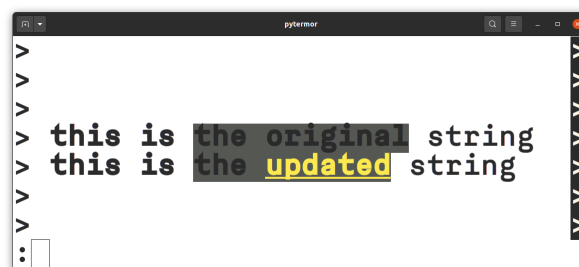 pytermor
>
>
>
> this is the original string
> this is the updated string
>
>
: